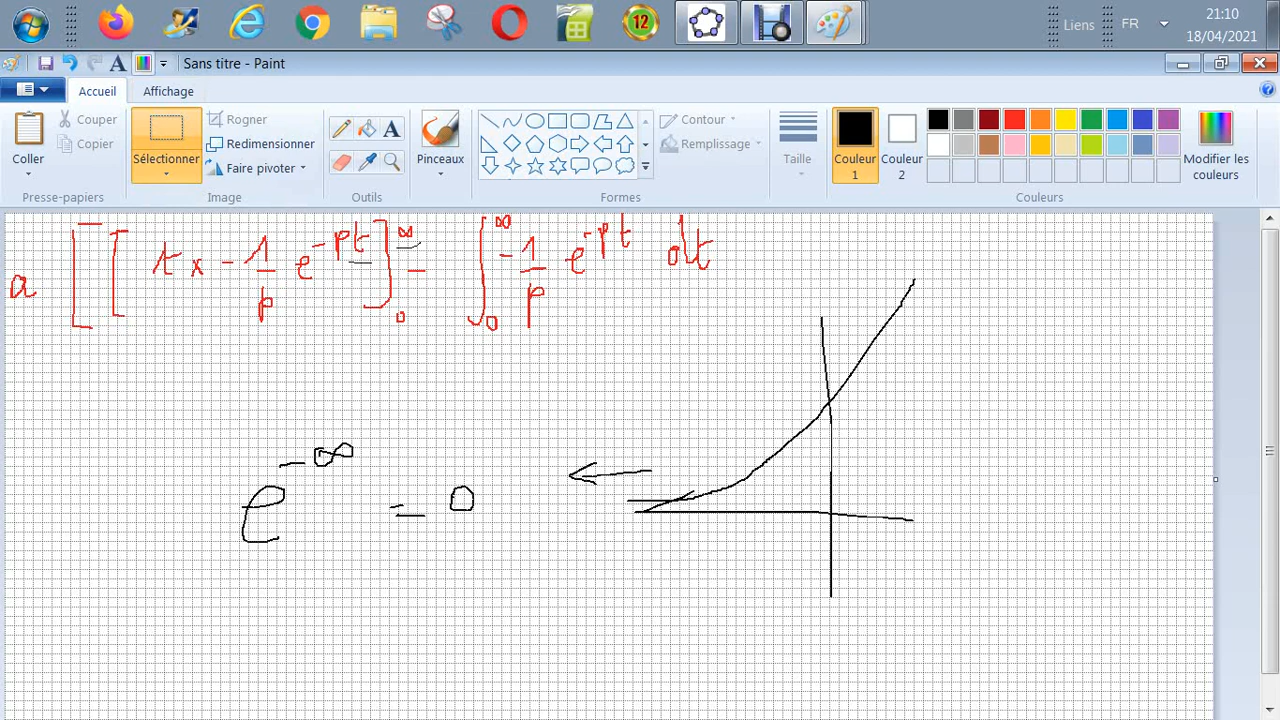 21:10
Liens FR
18/04/2021
12
Sans titre - Paint
Accueil Affichage
Coller
Couper
Copier
Presse-papiers
Sélectionner
Rogner
Redimensionner
Faire pivoter
Image
A
Outils
Pinceaux
Contour
Remplissage
Formes
Taille
Couleur 1
Couleur 2
Modifier les couleurs
Couleurs
a [ [ t x - 1/p e^-pt ]_0^∞ - ∫_0^∞ - 1/p e^-pt dt
e^-∞ = 0